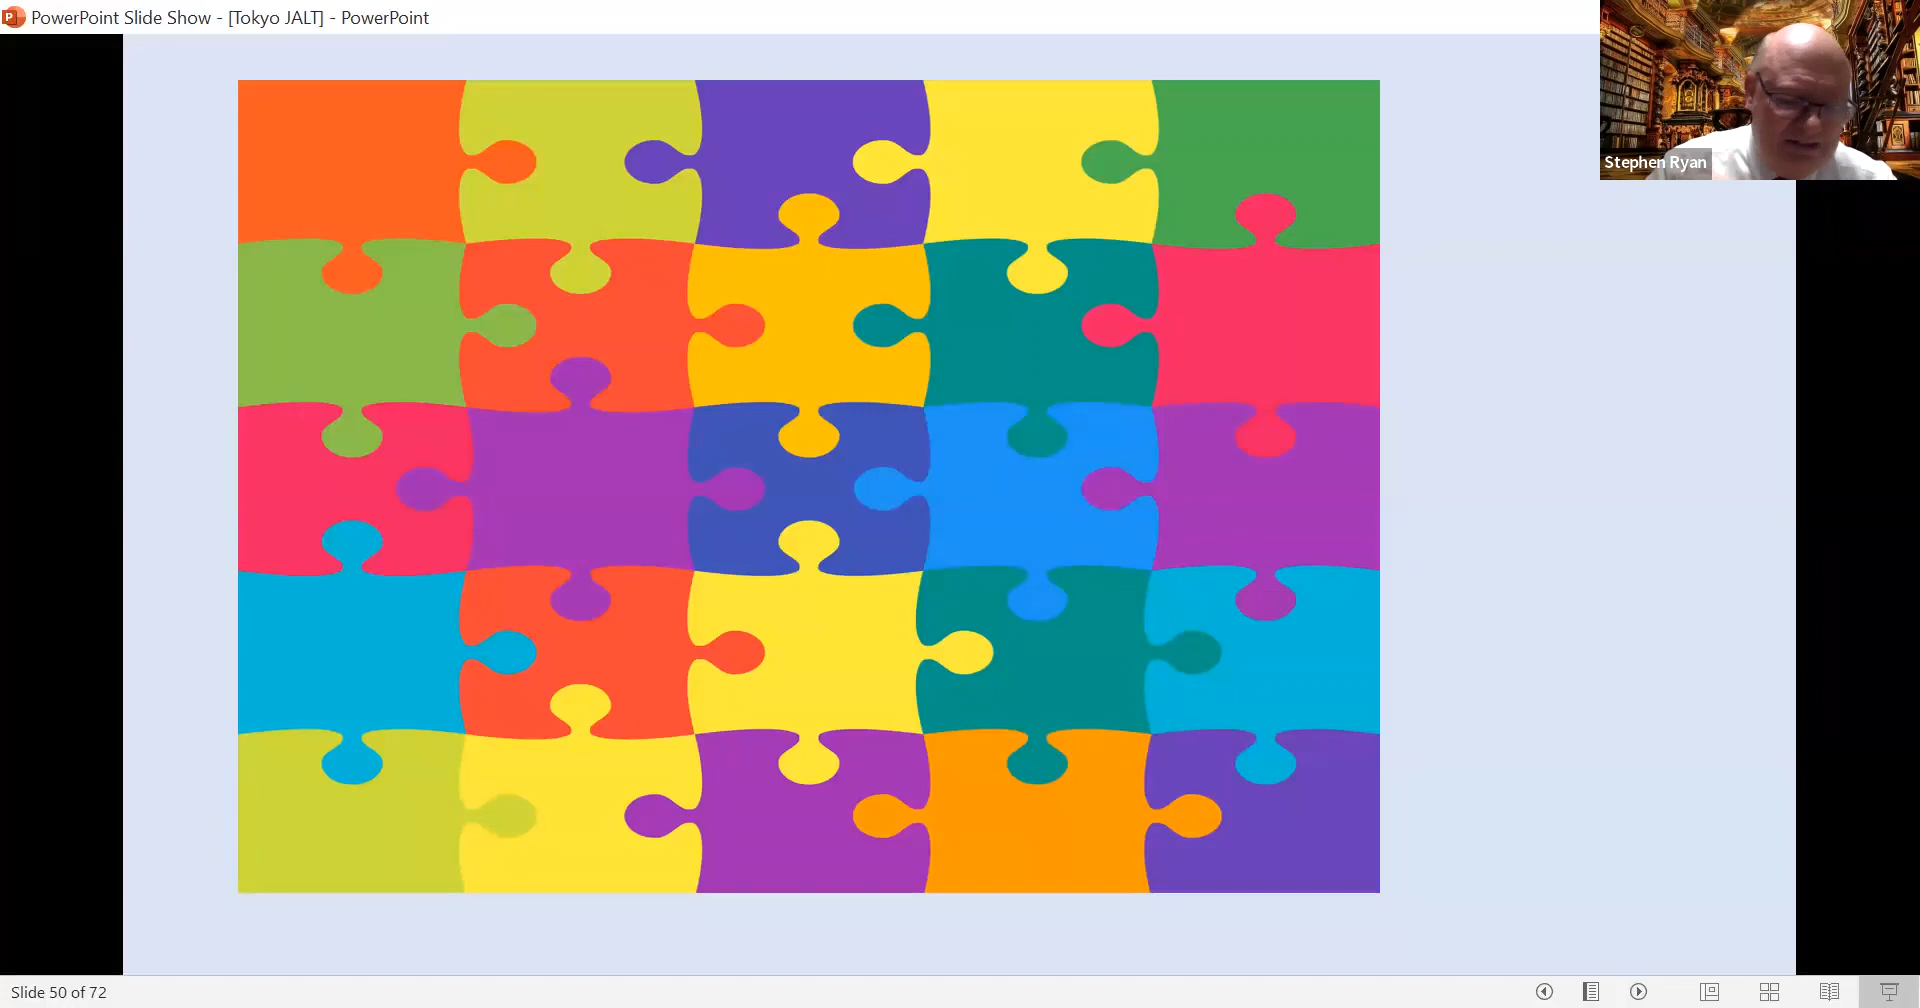 PowerPoint Slide Show - [Tokyo JALT] - PowerPoint
Stephen Ryan
Slide 50 of 72